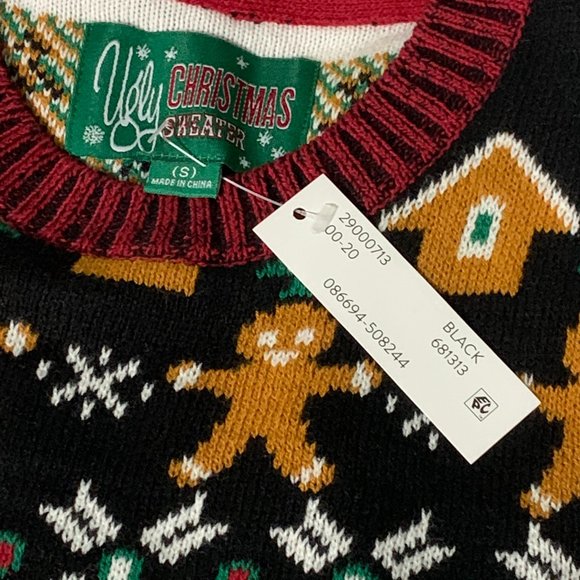 Ugly
CHRISTMAS
SWEATER
(S)
MADE IN CHINA
29000713
00-20
086694-508244
BLACK
681313